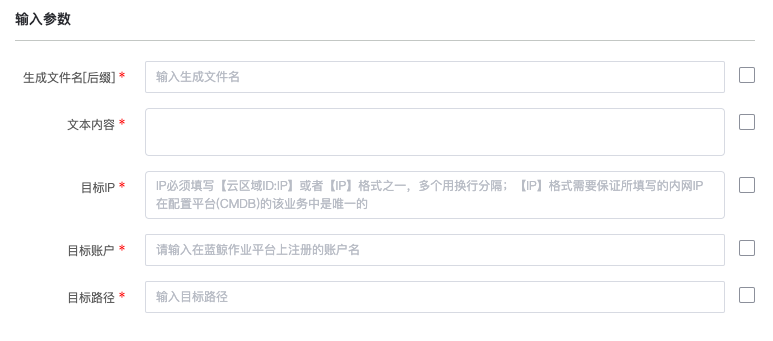 输入参数
生成文件名[后缀] *
输入生成文件名
文本内容 *
目标IP *
IP必须填写【云区域ID:IP】或者【IP】格式之一，多个用换行分隔；【IP】格式需要保证所填写的内网IP
在配置平台(CMDB)的该业务中是唯一的
目标账户 *
请输入在蓝鲸作业平台上注册的账户名
目标路径 *
输入目标路径